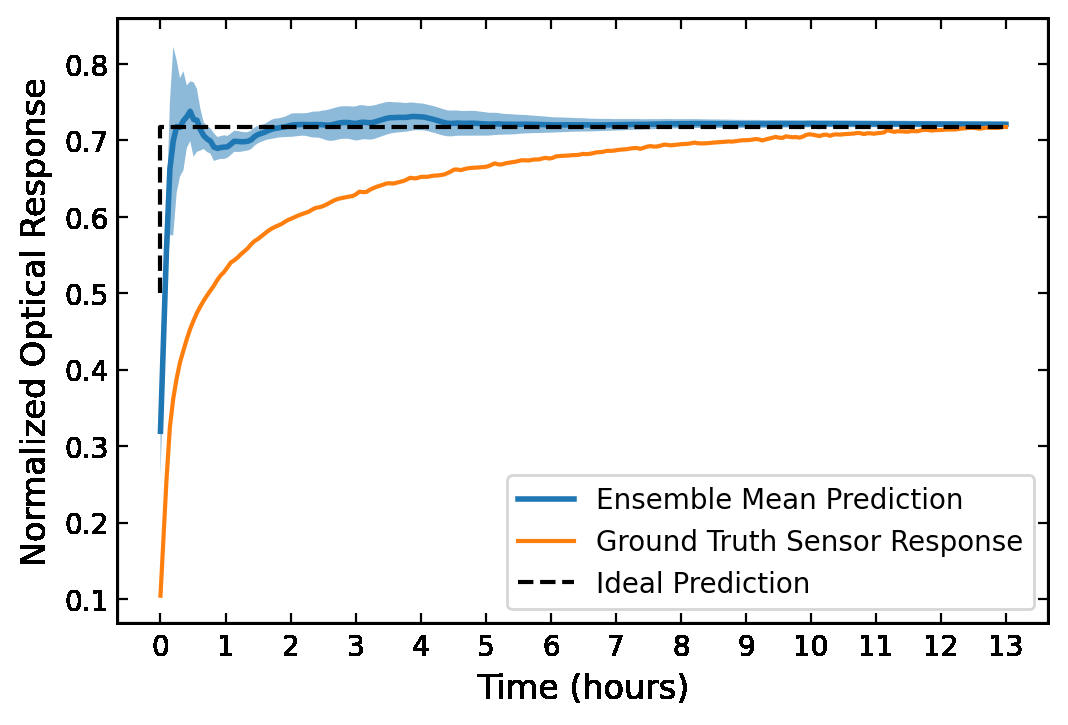 Normalized Optical Response
0.8
0.7
0.6
0.5
0.4
0.3
0.2
0.1
Ensemble Mean Prediction
Ground Truth Sensor Response
Ideal Prediction
0 1 2 3 4 5 6 7 8 9 10 11 12 13
Time (hours)